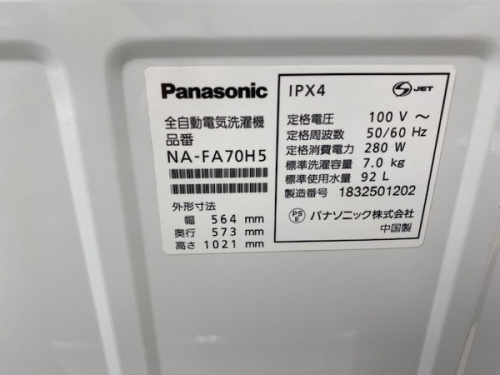 Panasonic
全自動電気洗濯機
品番
NA-FA70H5
外形寸法
幅 564 mm
奥行 573 mm
高さ 1021 mm
IPX4
S JET
定格電圧 100 V ～
定格周波数 50/60 Hz
定格消費電力 280 W
標準洗濯容量 7.0 kg
標準使用水量 92 L
製造番号 1832501202
PS E パナソニック株式会社
中国製